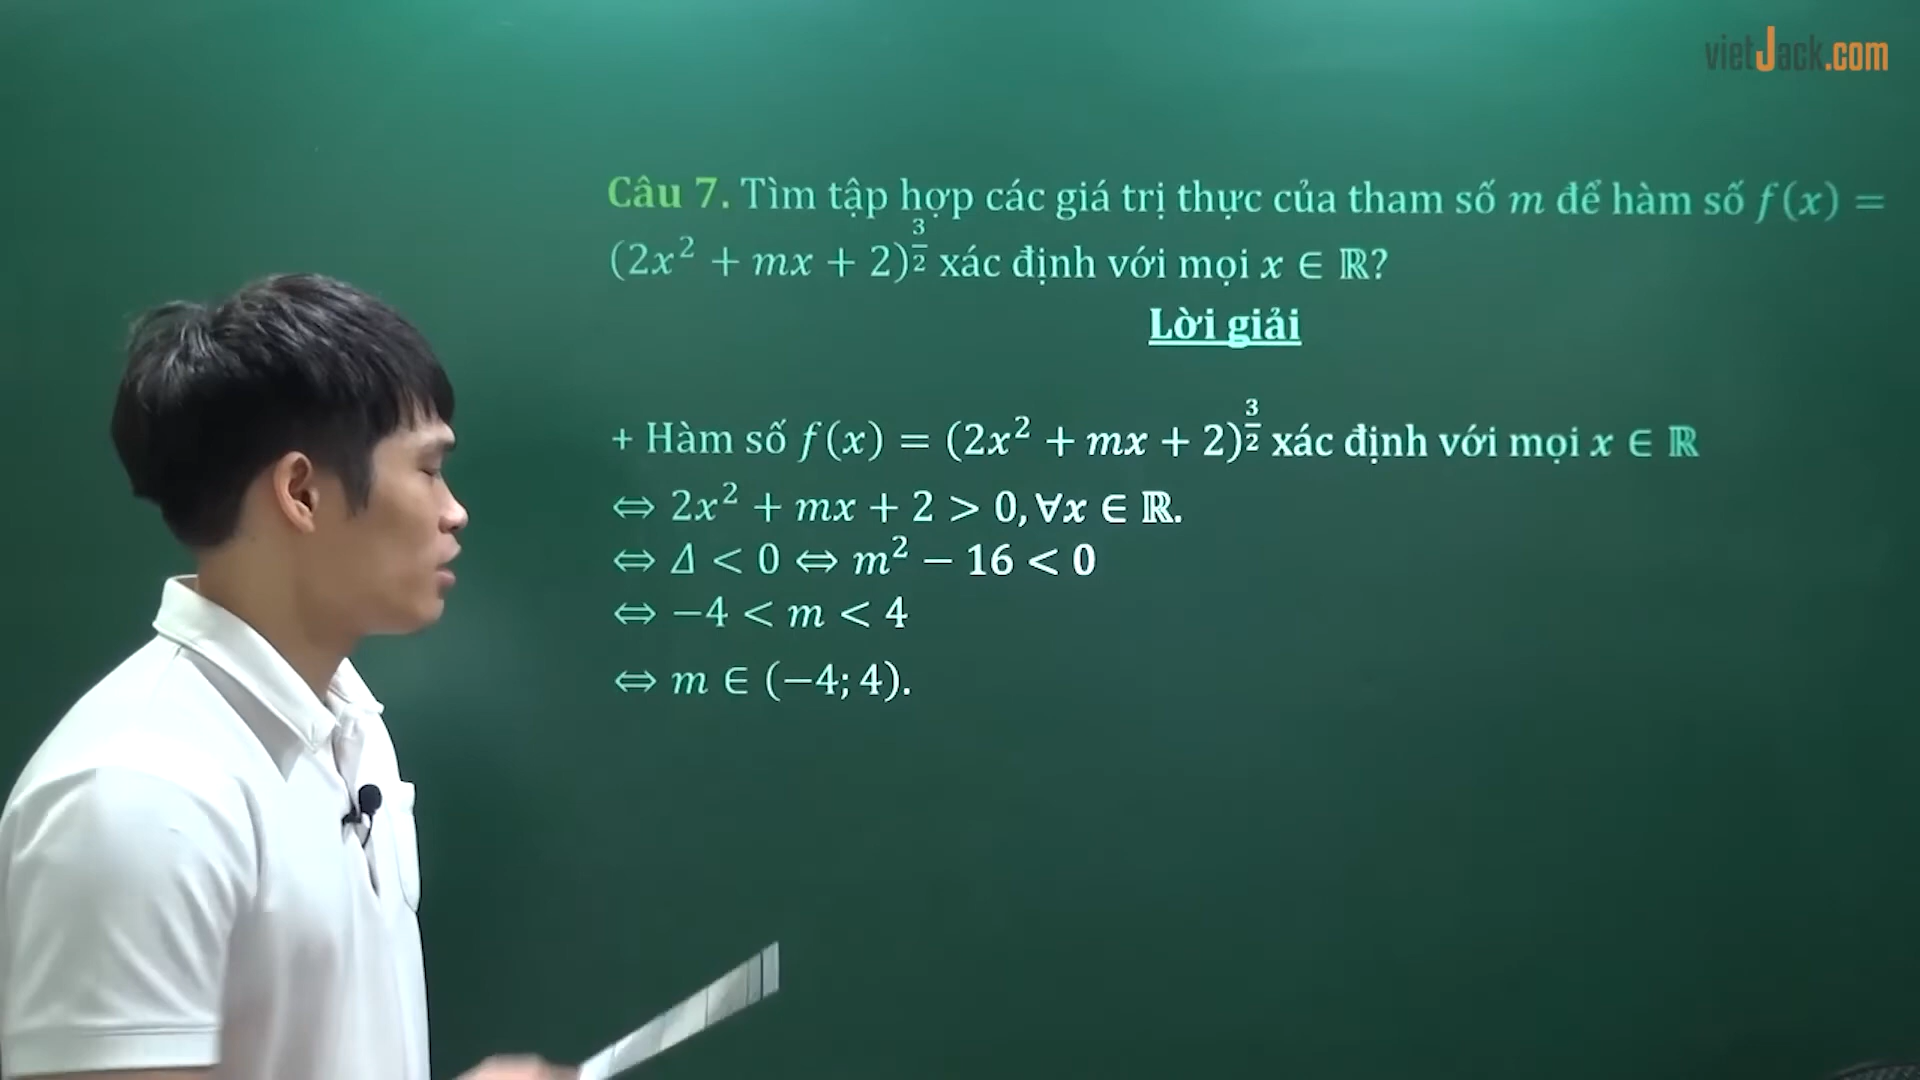 vietJack.com
Câu 7. Tìm tập hợp các giá trị thực của tham số m để hàm số f(x) =
(2x² + mx + 2)^(3/2) xác định với mọi x ∈ ℝ?
Lời giải
+ Hàm số f(x) = (2x² + mx + 2)^(3/2) xác định với mọi x ∈ ℝ
⇔ 2x² + mx + 2 > 0, ∀x ∈ ℝ.
⇔ Δ < 0 ⇔ m² − 16 < 0
⇔ −4 < m < 4
⇔ m ∈ (−4; 4).